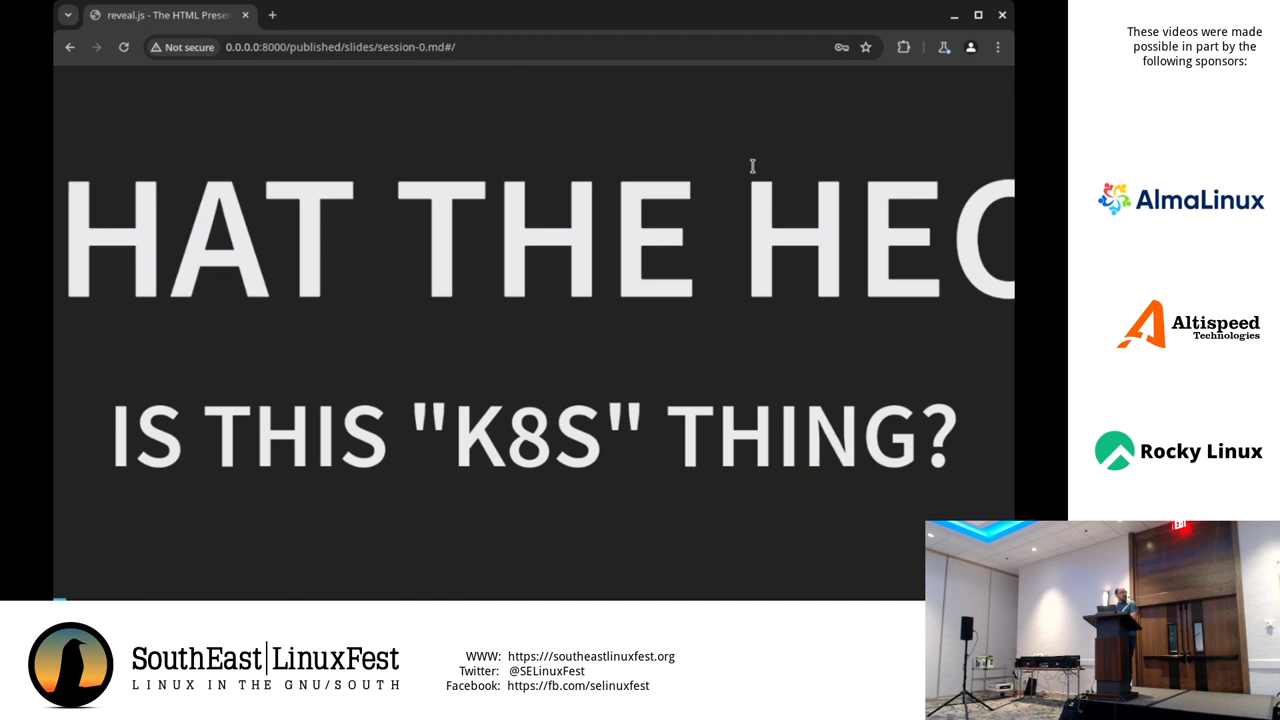 reveal.js - The HTML Presen
Not secure
0.0.0.0:8000/published/slides/session-0.md#/
HAT THE HEC
IS THIS "K8S" THING?
These videos were made
possible in part by the
following sponsors:
AlmaLinux
Altispeed
Technologies
Rocky Linux
EXIT
SouthEast|LinuxFest
LINUX IN THE GNU/SOUTH
WWW: https:///southeastlinuxfest.org
Twitter: @SELinuxFest
Facebook: https://fb.com/selinuxfest